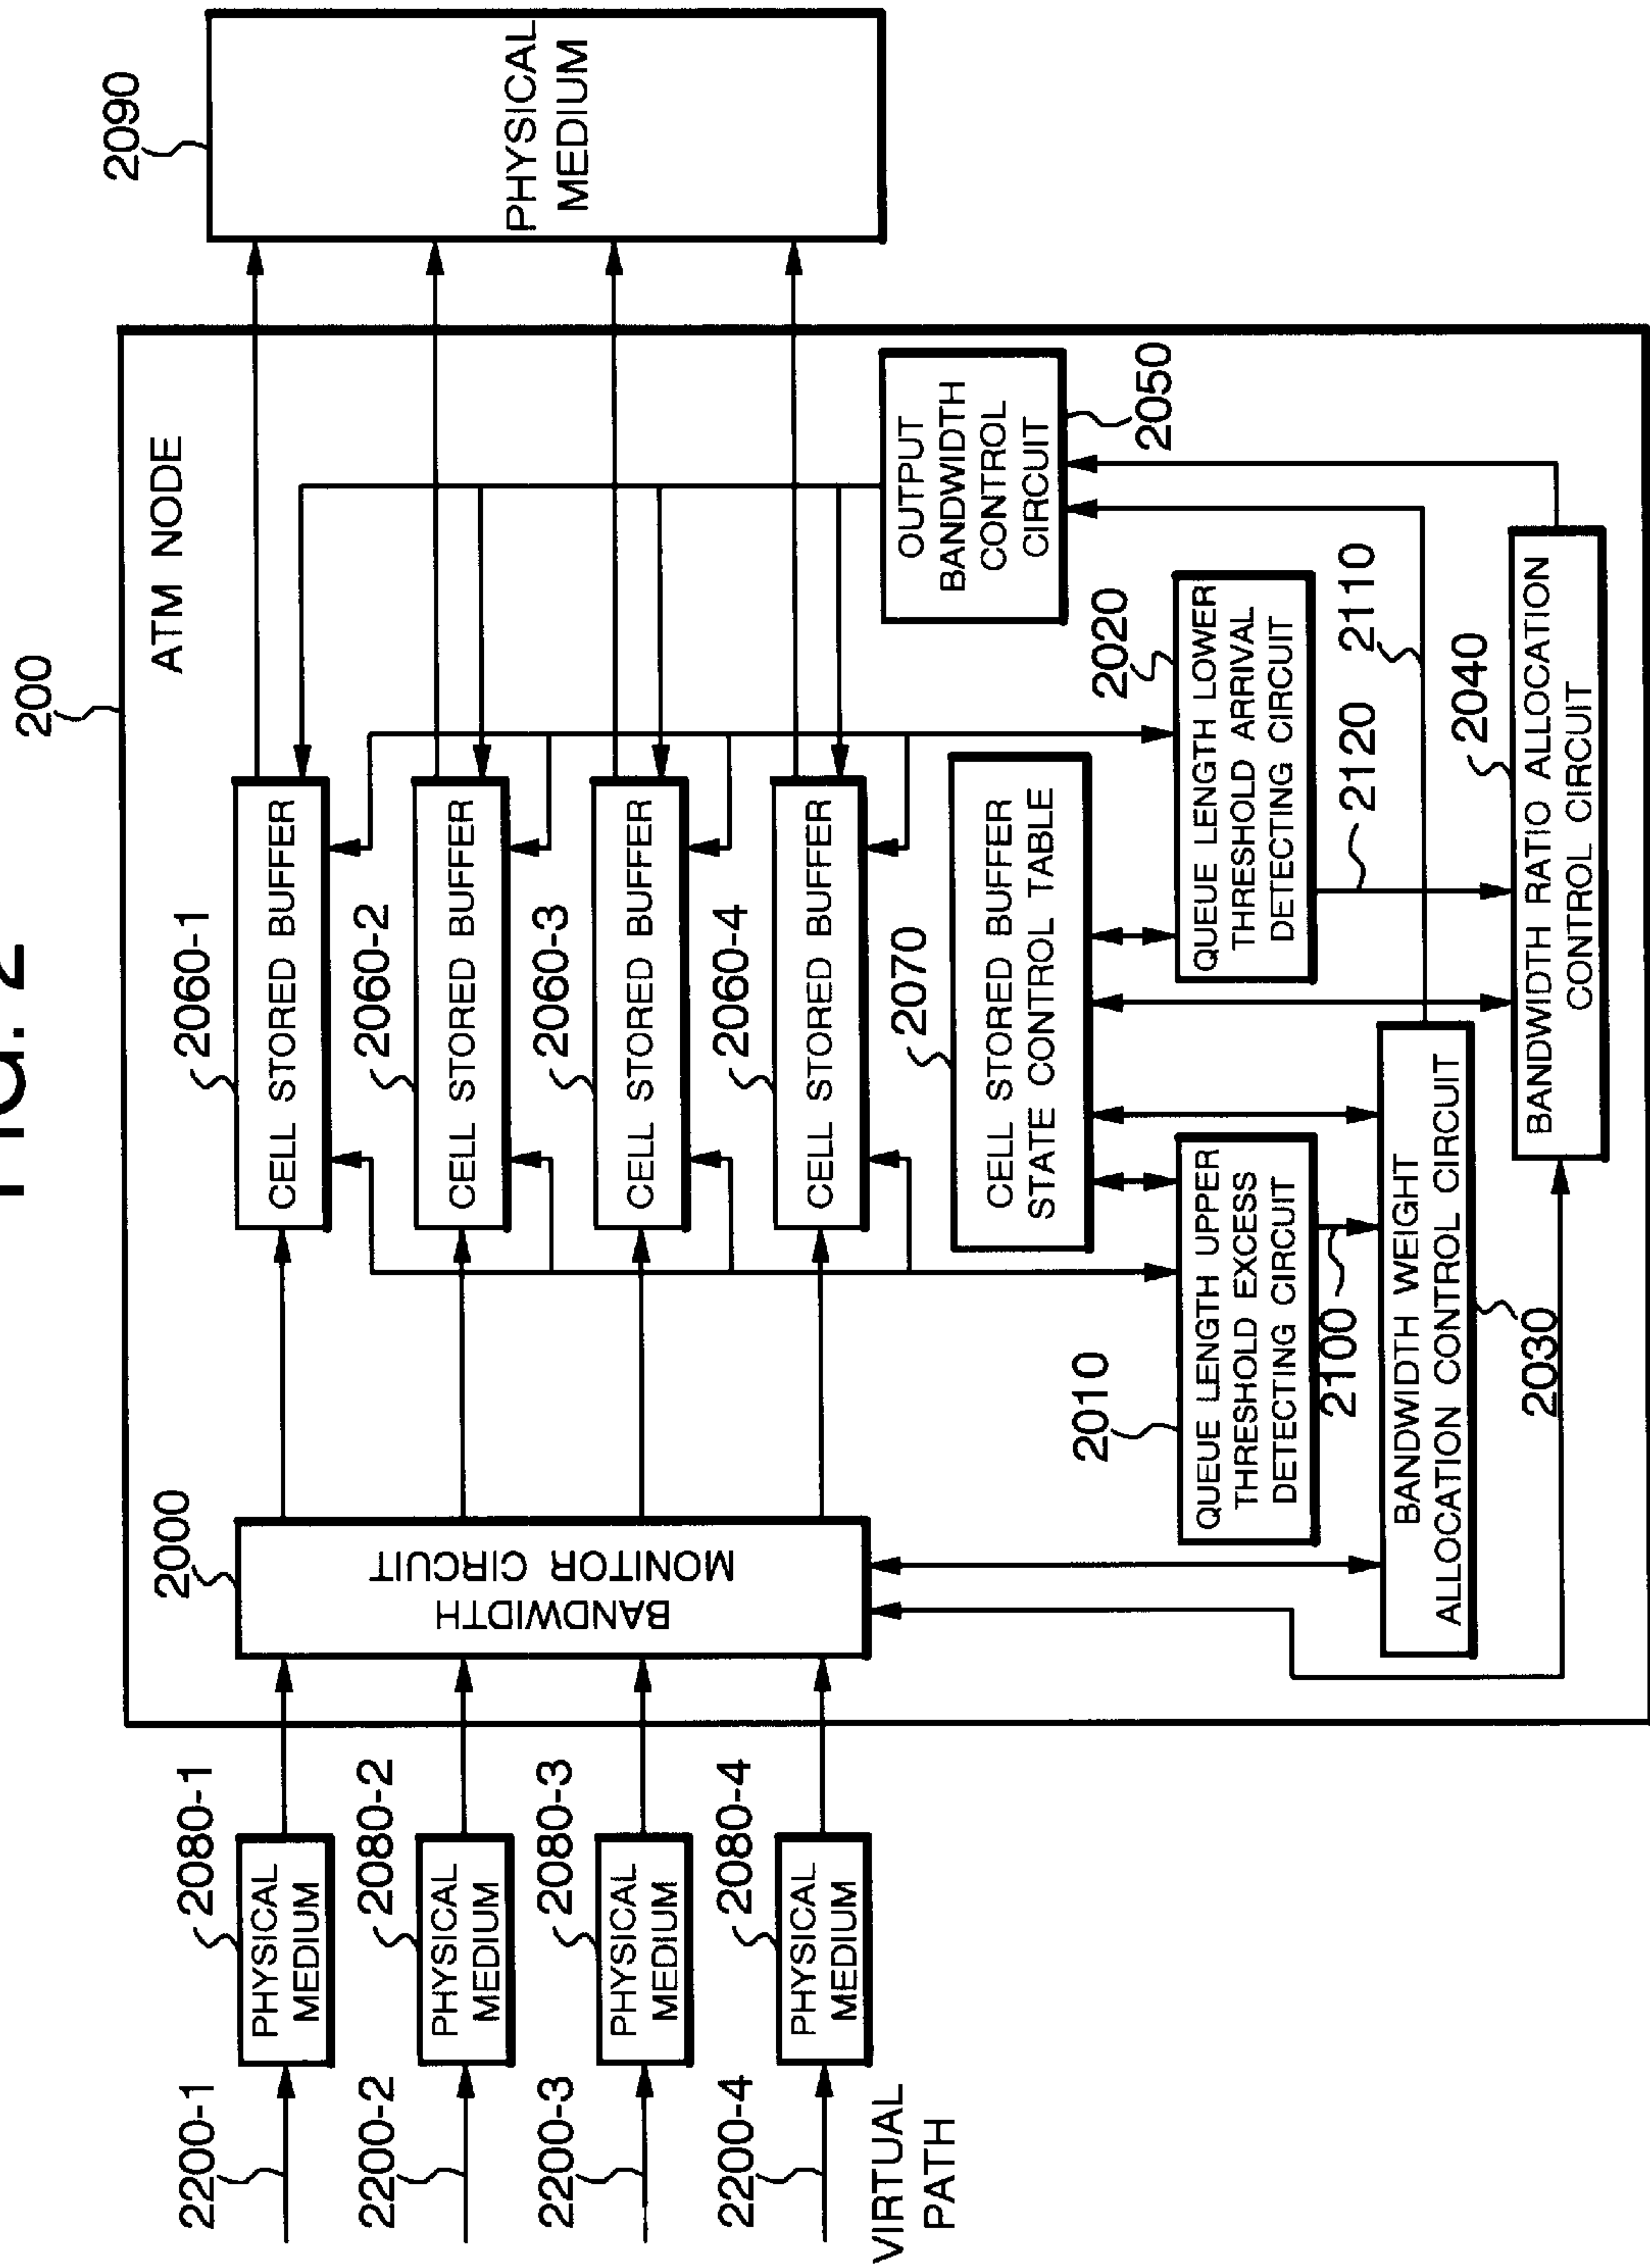 FIG. 2
200
ATM NODE
2200-1
2080-1
PHYSICAL
MEDIUM
2200-2
2080-2
PHYSICAL
MEDIUM
2200-3
2080-3
PHYSICAL
MEDIUM
2200-4
2080-4
PHYSICAL
MEDIUM
VIRTUAL
PATH
2000
BANDWIDTH
MONITOR CIRCUIT
2060-1
CELL STORED BUFFER
2060-2
CELL STORED BUFFER
2060-3
CELL STORED BUFFER
2060-4
CELL STORED BUFFER
2070
CELL STORED BUFFER
STATE CONTROL TABLE
2090
PHYSICAL
MEDIUM
OUTPUT
BANDWIDTH
CONTROL
CIRCUIT
2050
2010
QUEUE LENGTH UPPER
THRESHOLD EXCESS
DETECTING CIRCUIT
2100
2020
QUEUE LENGTH LOWER
THRESHOLD ARRIVAL
DETECTING CIRCUIT
2120
2110
BANDWIDTH WEIGHT
ALLOCATION CONTROL CIRCUIT
2030
2040
BANDWIDTH RATIO ALLOCATION
CONTROL CIRCUIT